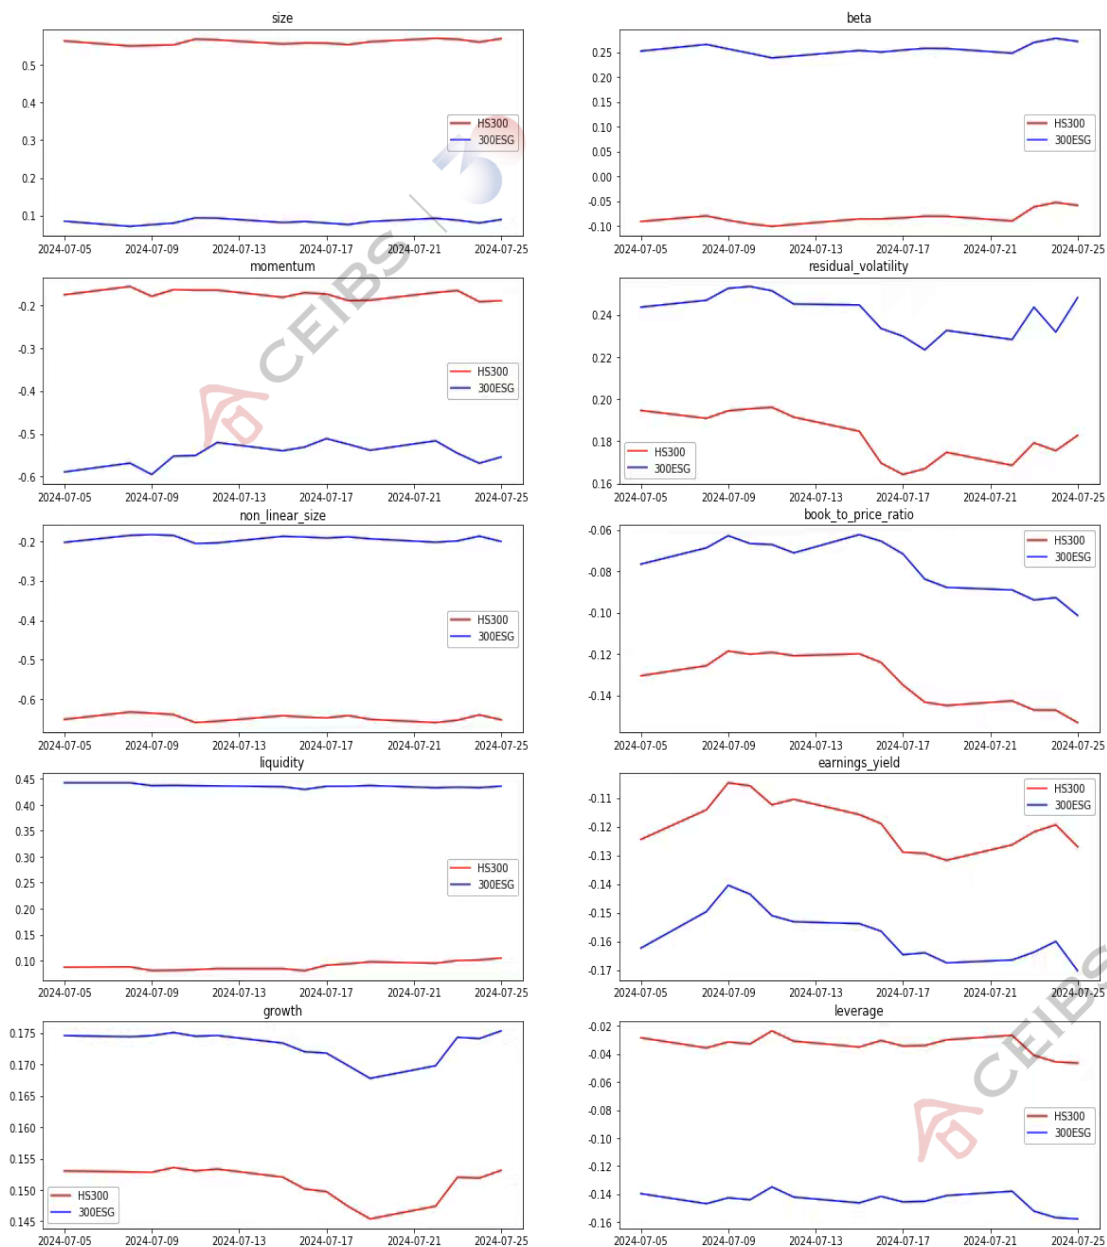 size
0.5
0.4
0.3
0.2
0.1
HS300
300ESG
2024-07-05 2024-07-09 2024-07-13 2024-07-17 2024-07-21 2024-07-25
beta
0.25
0.20
0.15
0.10
0.05
0.00
-0.05
-0.10
HS300
300ESG
2024-07-05 2024-07-09 2024-07-13 2024-07-17 2024-07-21 2024-07-25
momentum
-0.2
-0.3
-0.4
-0.5
-0.6
HS300
300ESG
2024-07-05 2024-07-09 2024-07-13 2024-07-17 2024-07-21 2024-07-25
residual_volatility
0.24
0.22
0.20
0.18
0.16
HS300
300ESG
2024-07-05 2024-07-09 2024-07-13 2024-07-17 2024-07-21 2024-07-25
non_linear_size
-0.2
-0.3
-0.4
-0.5
-0.6
HS300
300ESG
2024-07-05 2024-07-09 2024-07-13 2024-07-17 2024-07-21 2024-07-25
book_to_price_ratio
-0.06
-0.08
-0.10
-0.12
-0.14
HS300
300ESG
2024-07-05 2024-07-09 2024-07-13 2024-07-17 2024-07-21 2024-07-25
liquidity
0.45
0.40
0.35
0.30
0.25
0.20
0.15
0.10
HS300
300ESG
2024-07-05 2024-07-09 2024-07-13 2024-07-17 2024-07-21 2024-07-25
earnings_yield
-0.11
-0.12
-0.13
-0.14
-0.15
-0.16
-0.17
HS300
300ESG
2024-07-05 2024-07-09 2024-07-13 2024-07-17 2024-07-21 2024-07-25
growth
0.175
0.170
0.165
0.160
0.155
0.150
0.145
HS300
300ESG
2024-07-05 2024-07-09 2024-07-13 2024-07-17 2024-07-21 2024-07-25
leverage
-0.02
-0.04
-0.06
-0.08
-0.10
-0.12
-0.14
-0.16
HS300
300ESG
2024-07-05 2024-07-09 2024-07-13 2024-07-17 2024-07-21 2024-07-25
CEIBS
CEIBS